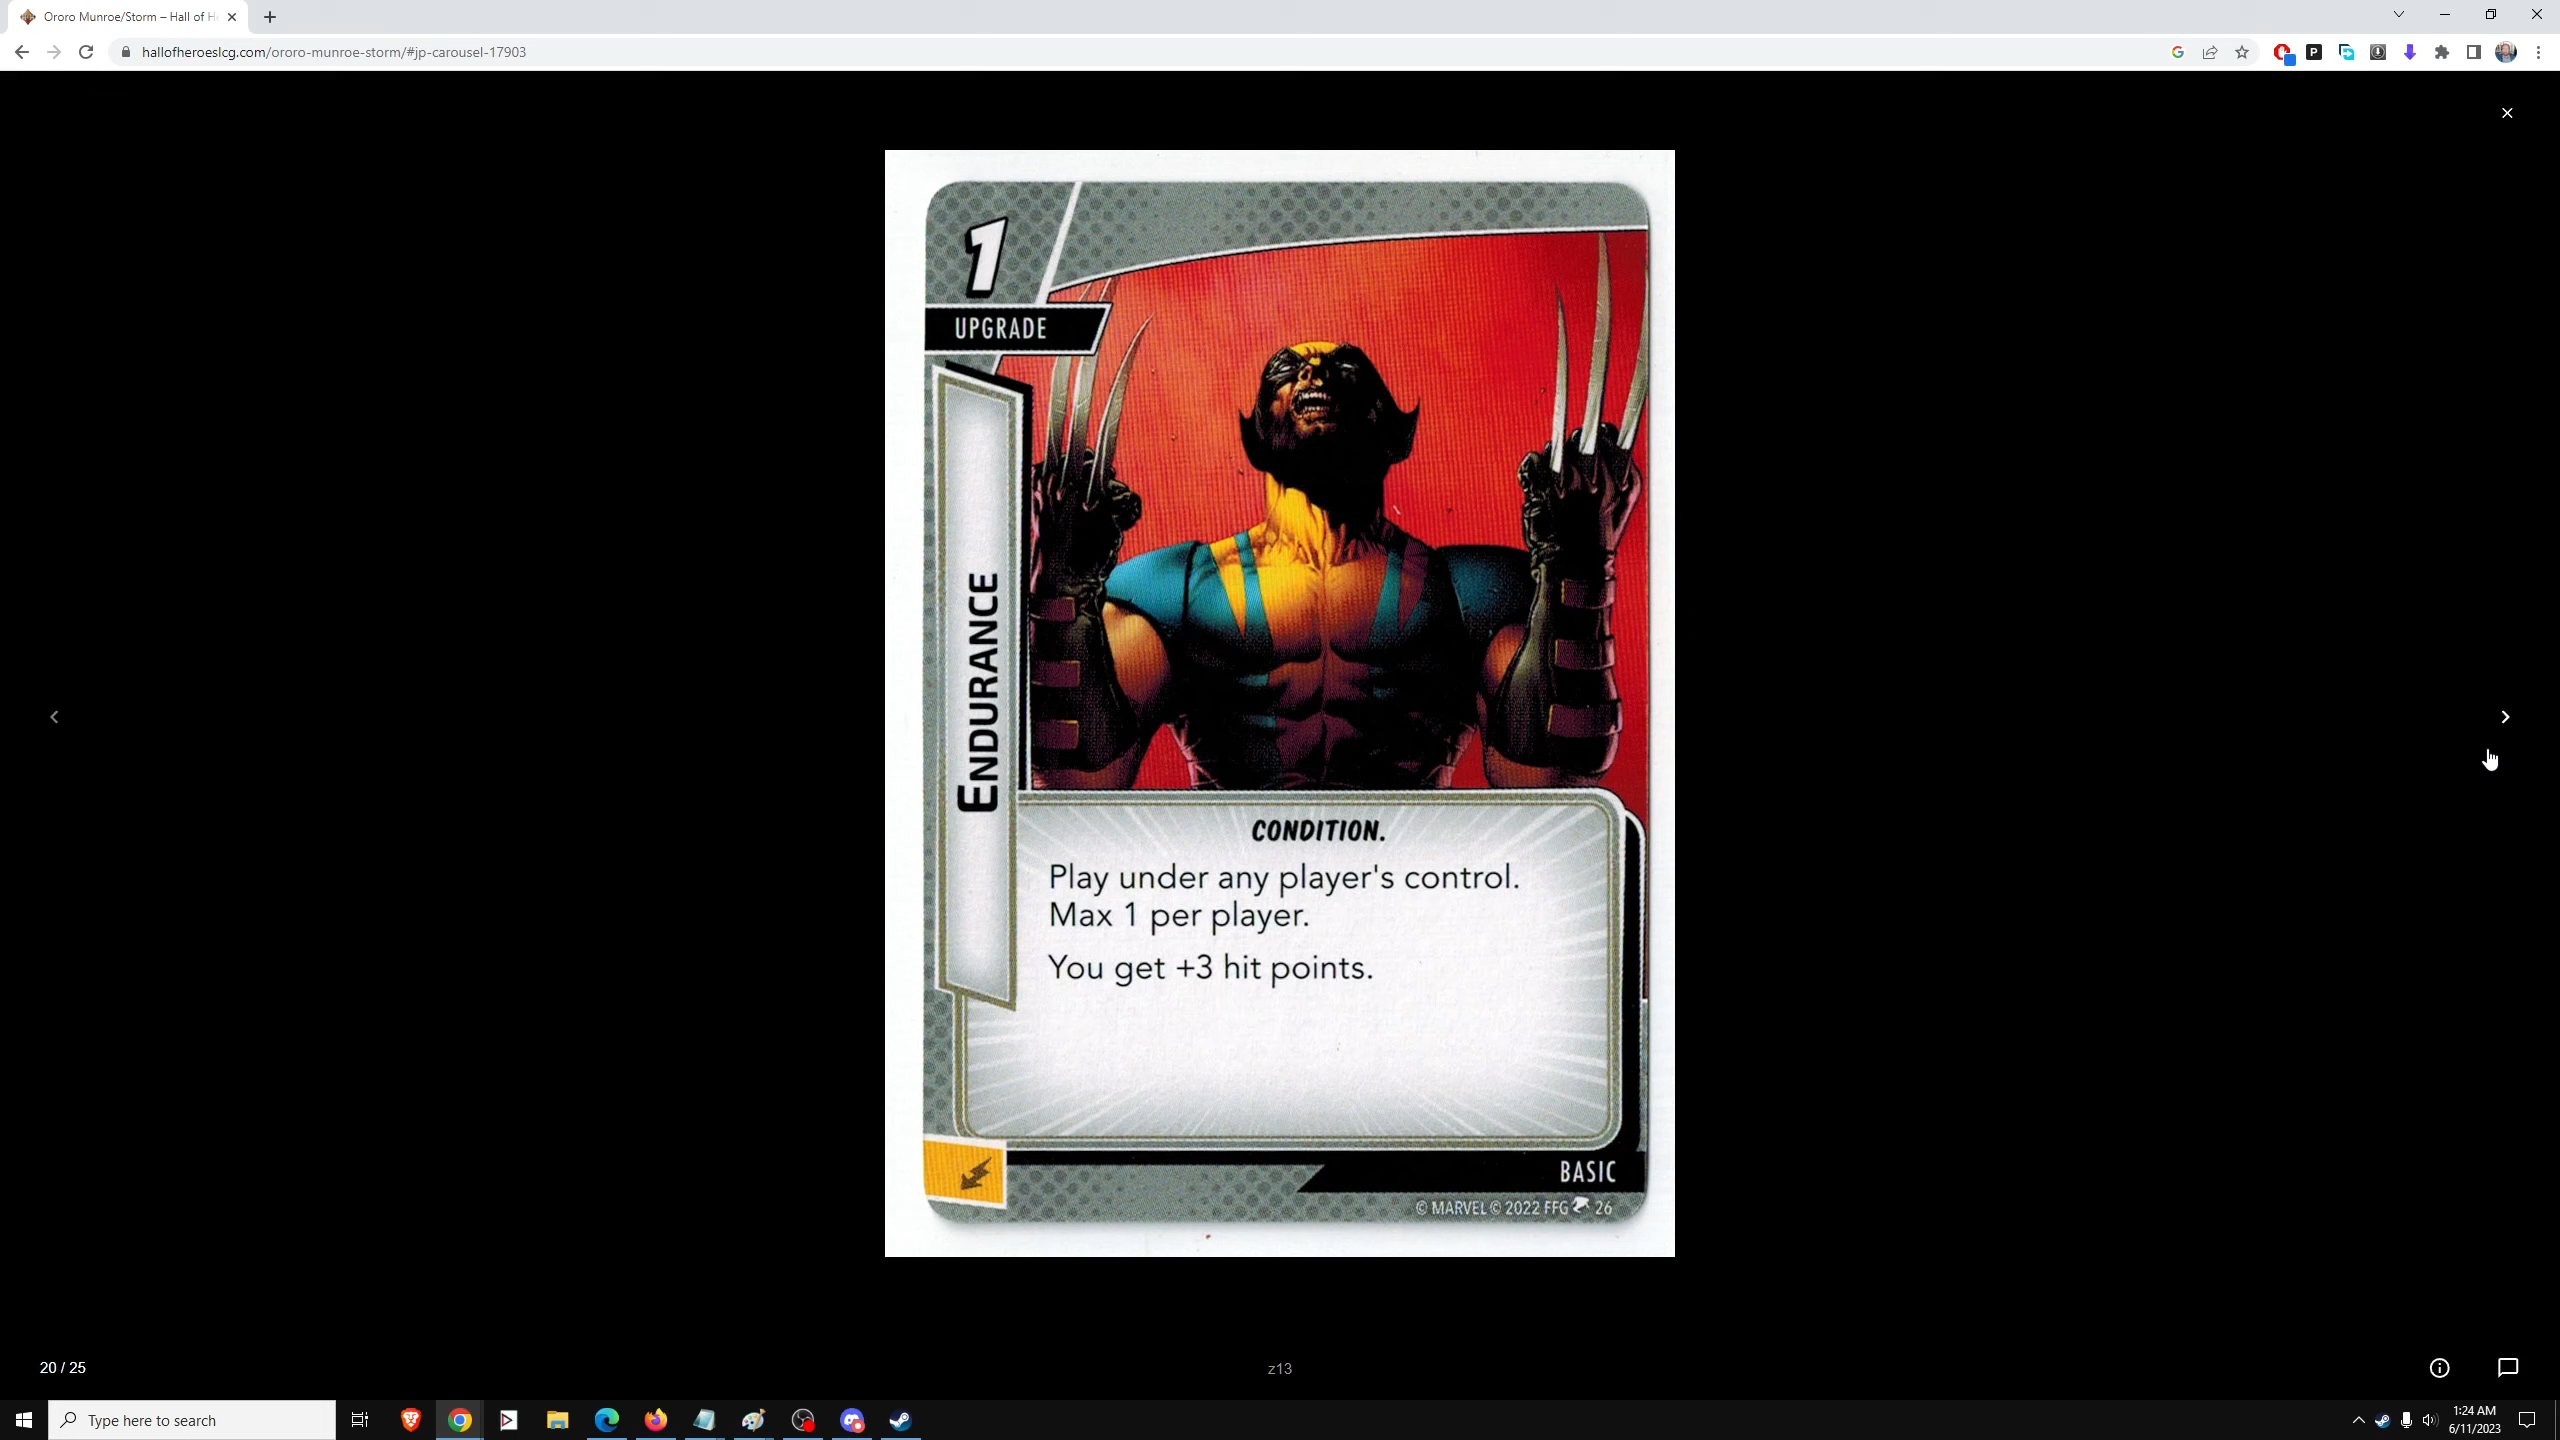 Ororo Munroe/Storm – Hall of H
hallofheroeslcg.com/ororo-munroe-storm/#jp-carousel-17903
1
UPGRADE
ENDURANCE
CONDITION.
Play under any player's control.
Max 1 per player.
You get +3 hit points.
BASIC
© MARVEL © 2022 FFG 26
20 / 25
z13
Type here to search
1:24 AM
6/11/2023